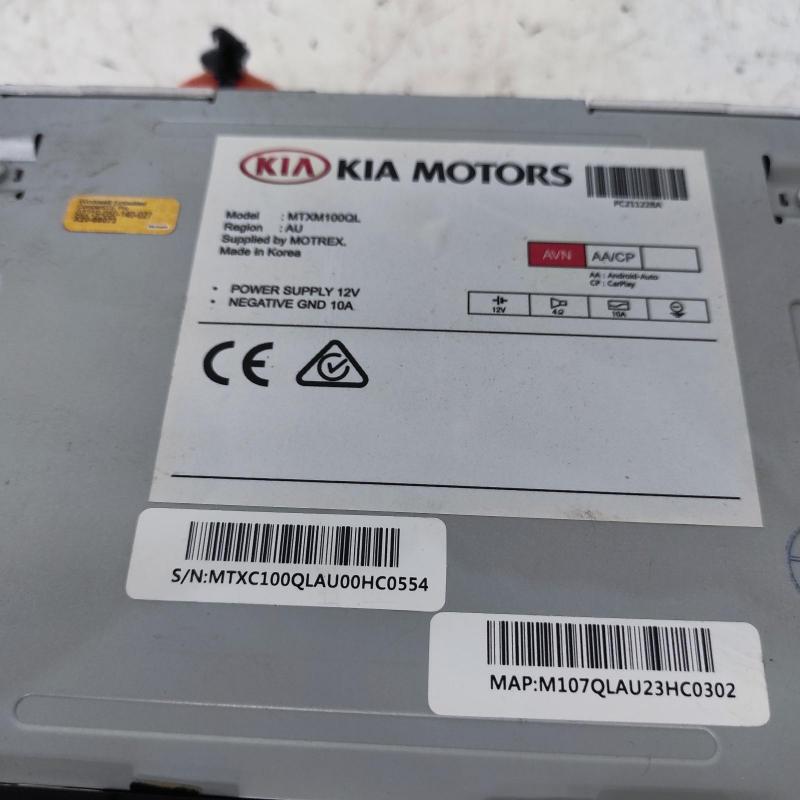 KIA KIA MOTORS
Model : MTXM100QL
Region : AU
Supplied by MOTREX.
Made in Korea
AVN AA/CP
AA : Android-Auto
CP : CarPlay
• POWER SUPPLY 12V
• NEGATIVE GND 10A
12V 4Ω 10A
CE
S/N:MTXC100QLAU00HC0554
MAP:M107QLAU23HC0302